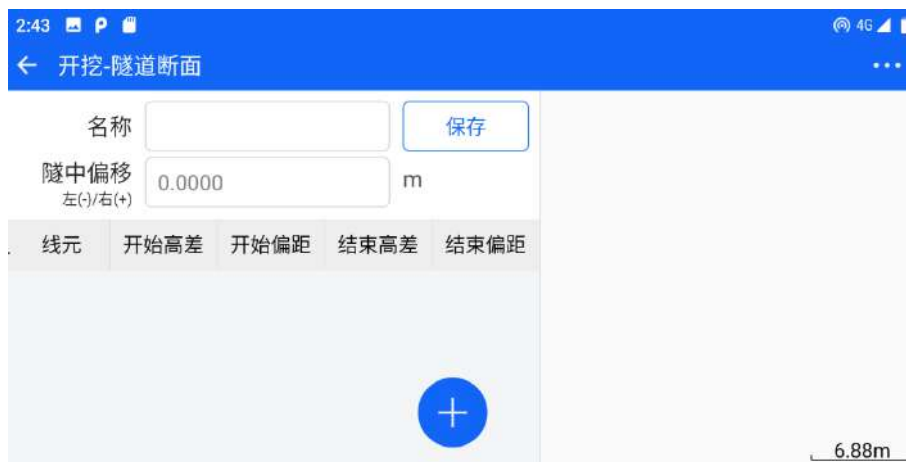 2:43 4G
开挖-隧道断面
名称 保存
隧中偏移 0.0000 m
左(-)/右(+)
线元 开始高差 开始偏距 结束高差 结束偏距
6.88m